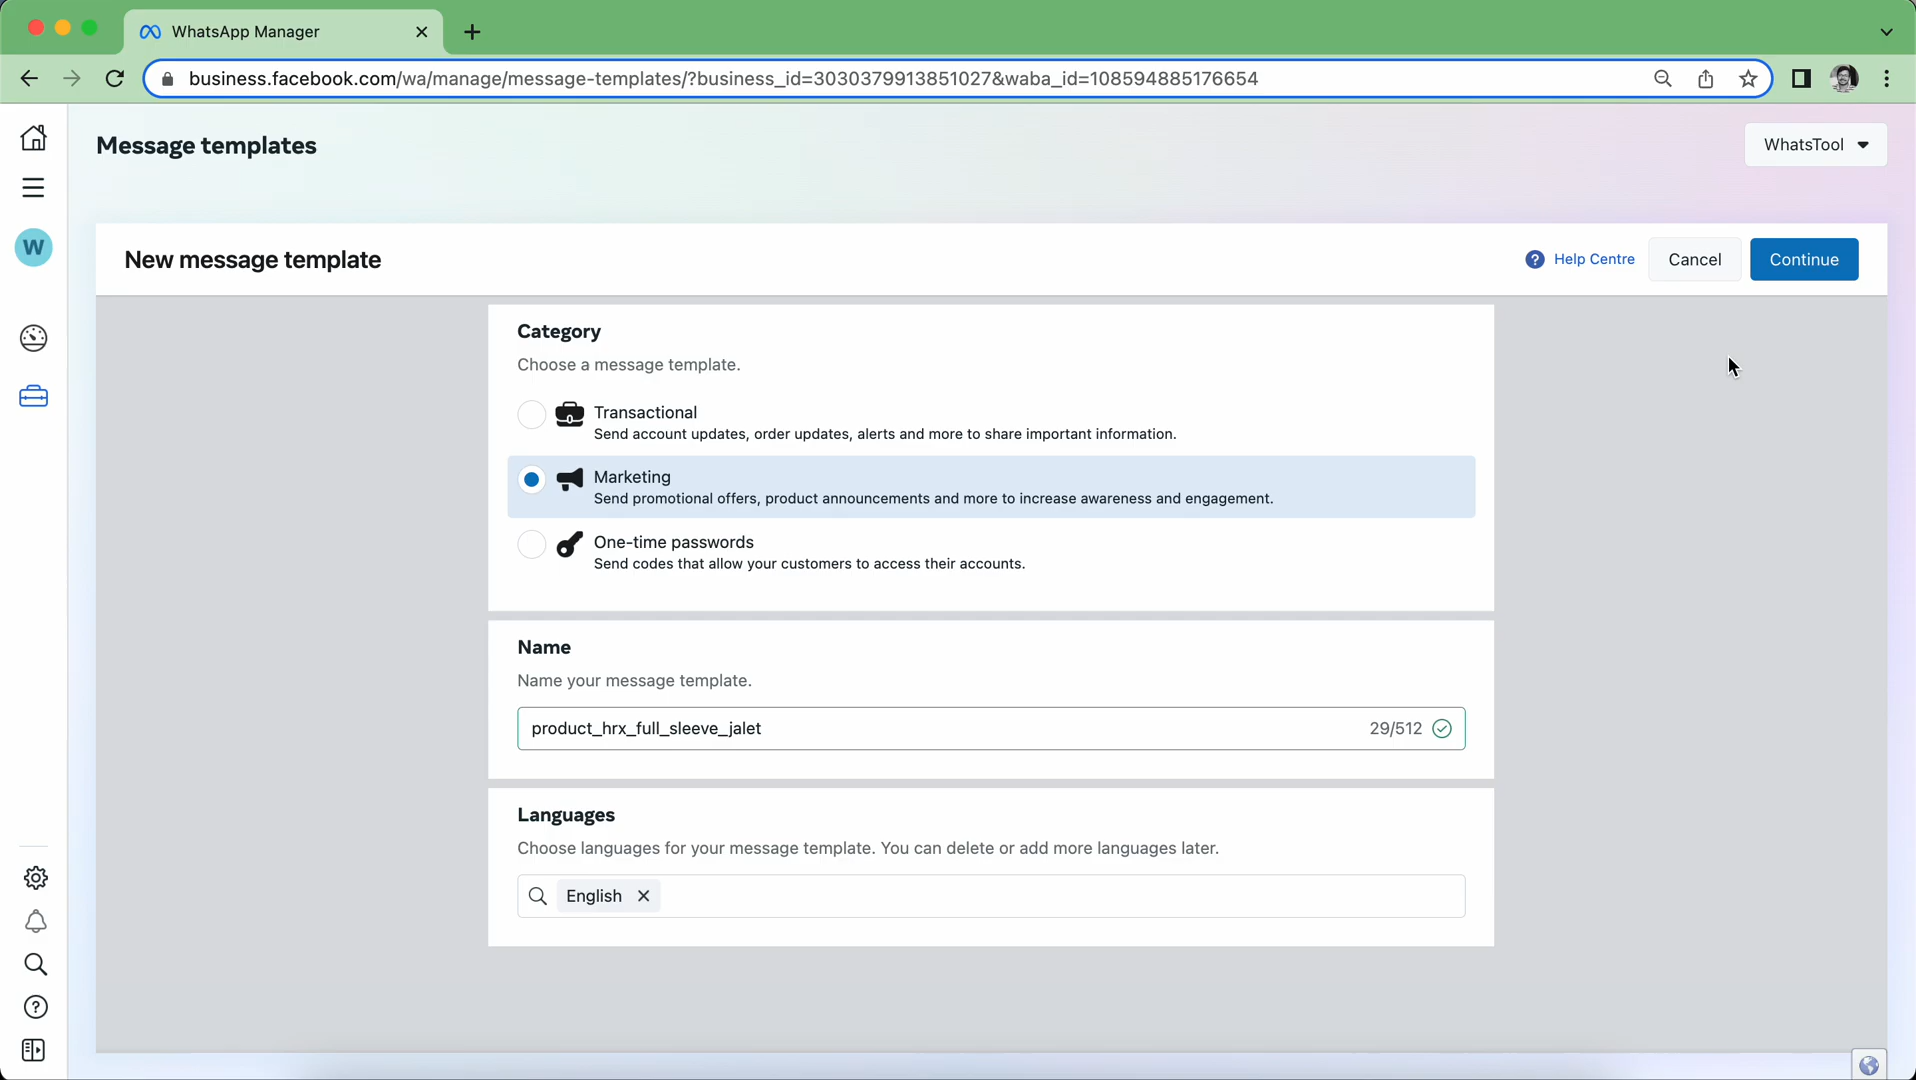 WhatsApp Manager
business.facebook.com/wa/manage/message-templates/?business_id=3030379913851027&waba_id=108594885176654
Message templates
WhatsTool
W
New message template
Help Centre
Cancel
Continue
Category
Choose a message template.
Transactional
Send account updates, order updates, alerts and more to share important information.
Marketing
Send promotional offers, product announcements and more to increase awareness and engagement.
One-time passwords
Send codes that allow your customers to access their accounts.
Name
Name your message template.
product_hrx_full_sleeve_jalet
29/512
Languages
Choose languages for your message template. You can delete or add more languages later.
English